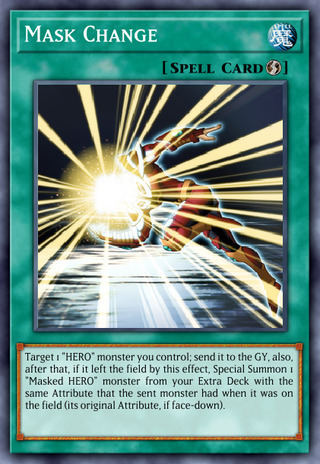 Mask Change
魔
[Spell Card]
Target 1 "HERO" monster you control; send it to the GY, also,
after that, if it left the field by this effect, Special Summon 1
"Masked HERO" monster from your Extra Deck with the
same Attribute that the sent monster had when it was on
the field (its original Attribute, if face-down).